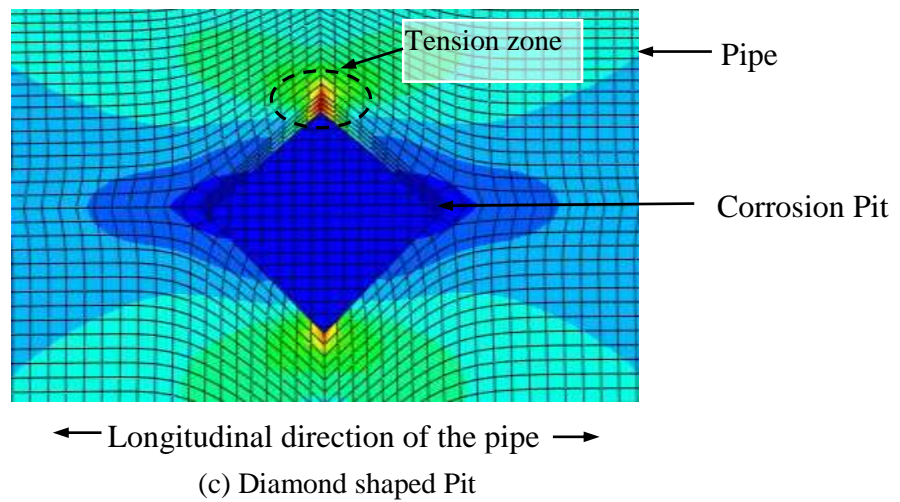 Tension zone
Pipe
Corrosion Pit
Longitudinal direction of the pipe
(c) Diamond shaped Pit